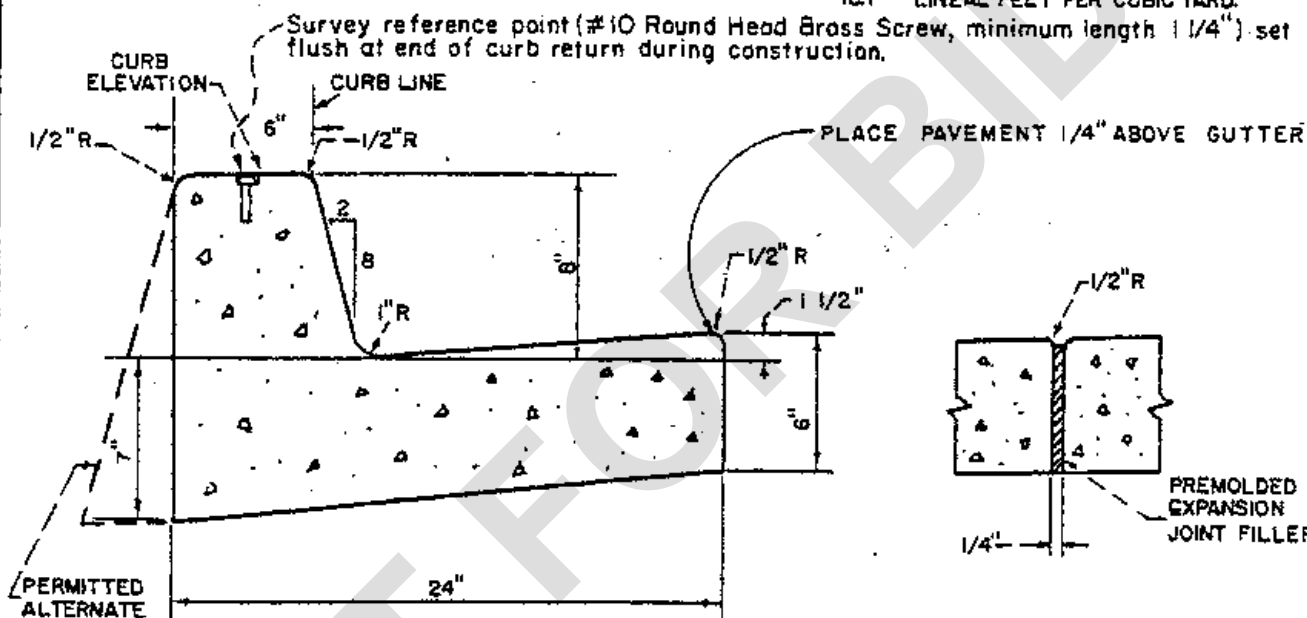 LINEAL FEET PER CUBIC YARD.
Survey reference point (#10 Round Head Brass Screw, minimum length 1 1/4") set
flush at end of curb return during construction.
CURB
ELEVATION
CURB LINE
6"
1/2" R
1/2" R
PLACE PAVEMENT 1/4" ABOVE GUTTER
2
8
8"
1/2" R
1 1/2"
1/2" R
1" R
7"
6"
PREMOLDED
EXPANSION
JOINT FILLER
1/4"
24"
PERMITTED
ALTERNATE
FOR BID